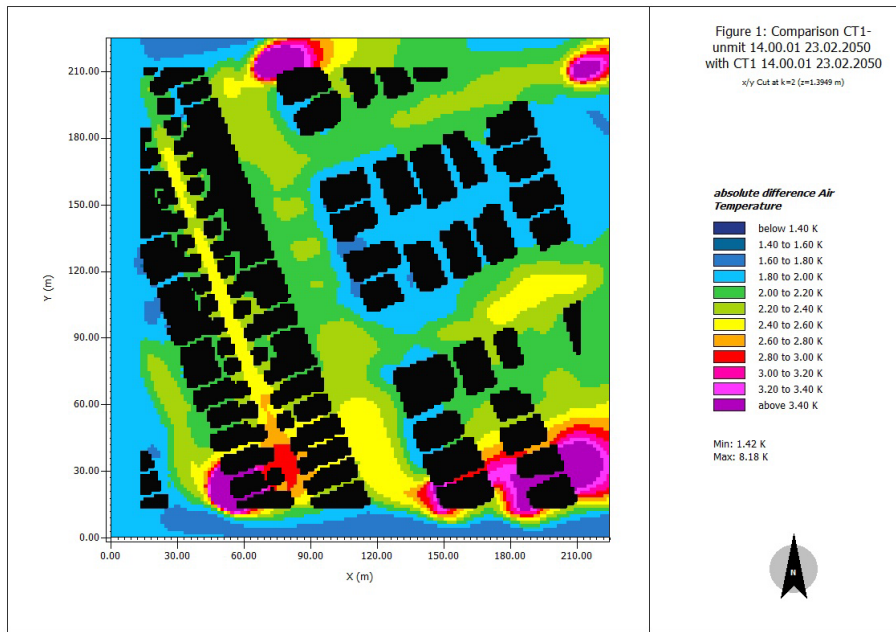 Figure 1: Comparison CT1-
unmit 14.00.01 23.02.2050
with CT1 14.00.01 23.02.2050
x/y Cut at k=2 (z=1.3949 m)
absolute difference Air
Temperature
below 1.40 K
1.40 to 1.60 K
1.60 to 1.80 K
1.80 to 2.00 K
2.00 to 2.20 K
2.20 to 2.40 K
2.40 to 2.60 K
2.60 to 2.80 K
2.80 to 3.00 K
3.00 to 3.20 K
3.20 to 3.40 K
above 3.40 K
Min: 1.42 K
Max: 8.18 K
N
Y (m)
210.00
180.00
150.00
120.00
90.00
60.00
30.00
0.00
0.00 30.00 60.00 90.00 120.00 150.00 180.00 210.00
X (m)